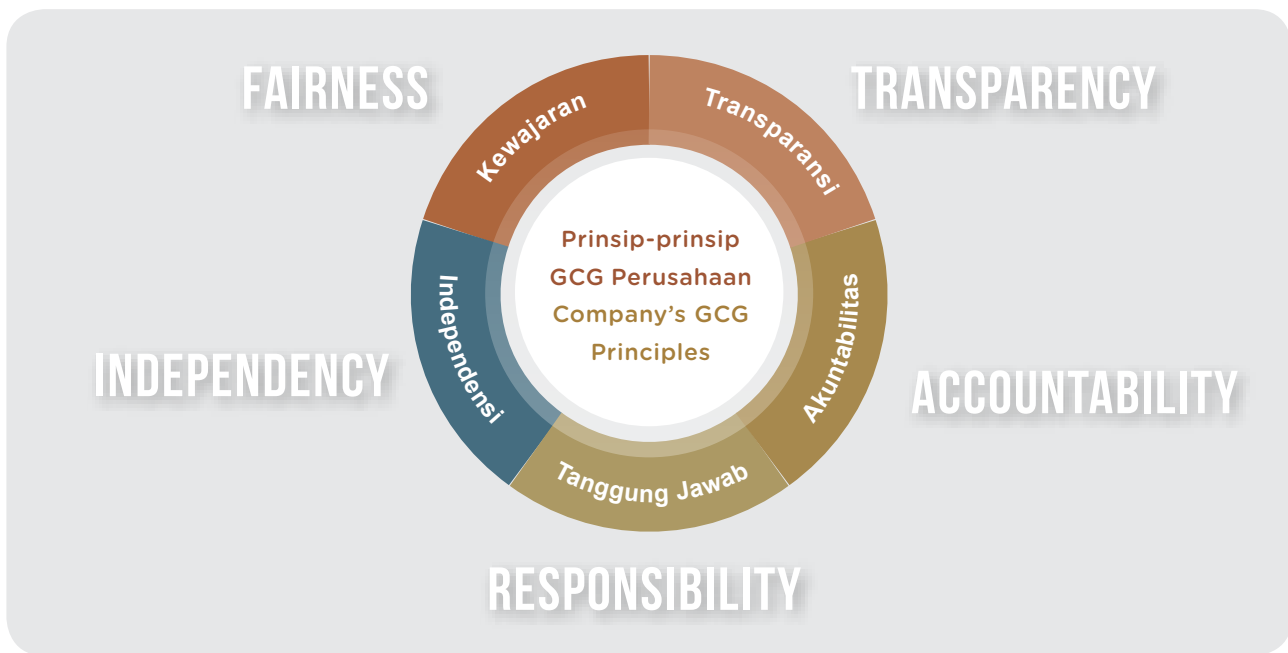 FAIRNESS
TRANSPARENCY
Kewajaran
Transparansi
Prinsip-prinsip
GCG Perusahaan
Company's GCG
Principles
Independensi
Akuntabilitas
INDEPENDENCY
ACCOUNTABILITY
Tanggung Jawab
RESPONSIBILITY